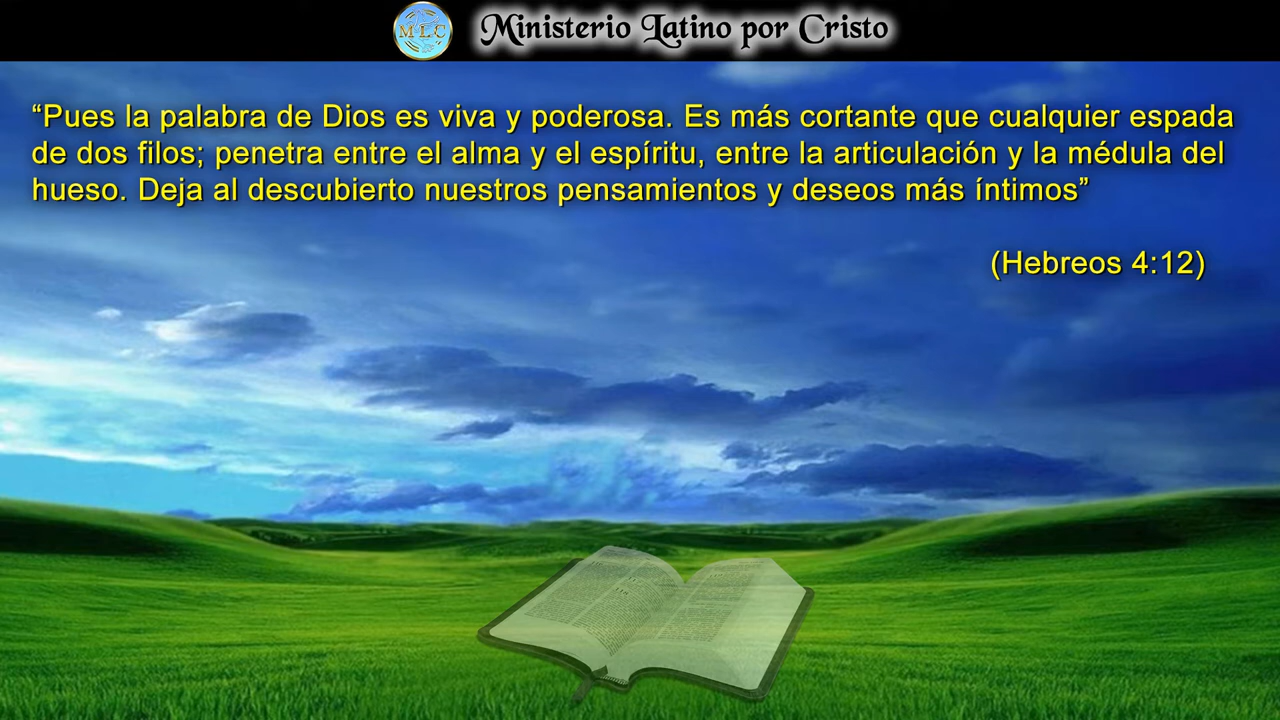 MLC
Ministerio Latino por Cristo
“Pues la palabra de Dios es viva y poderosa. Es más cortante que cualquier espada
de dos filos; penetra entre el alma y el espíritu, entre la articulación y la médula del
hueso. Deja al descubierto nuestros pensamientos y deseos más íntimos”
(Hebreos 4:12)